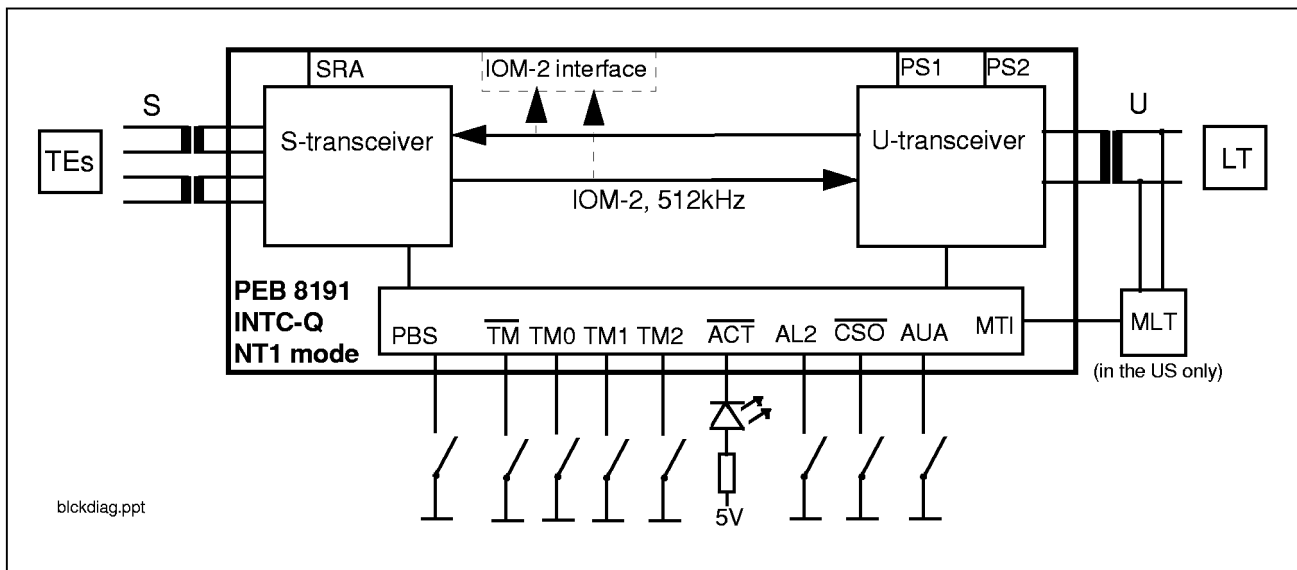 SRA
IOM-2 interface
PS1
PS2
S
U
TEs
S-transceiver
U-transceiver
LT
IOM-2, 512kHz
PEB 8191
INTC-Q
NT1 mode
PBS
TM
TM0
TM1
TM2
ACT
AL2
CSO
AUA
MTI
MLT
(in the US only)
5V
blckdiag.ppt